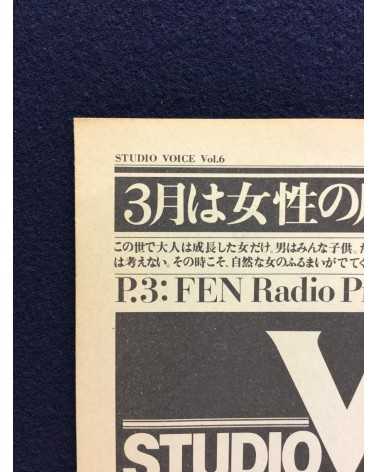 STUDIO VOICE Vol.6
3月は女性の
この世で大人は成長した女だけ。男はみんな子供。
は考えない。その時こそ、自然な女のふるまいがでて
P.3: FEN Radio
STUDIO